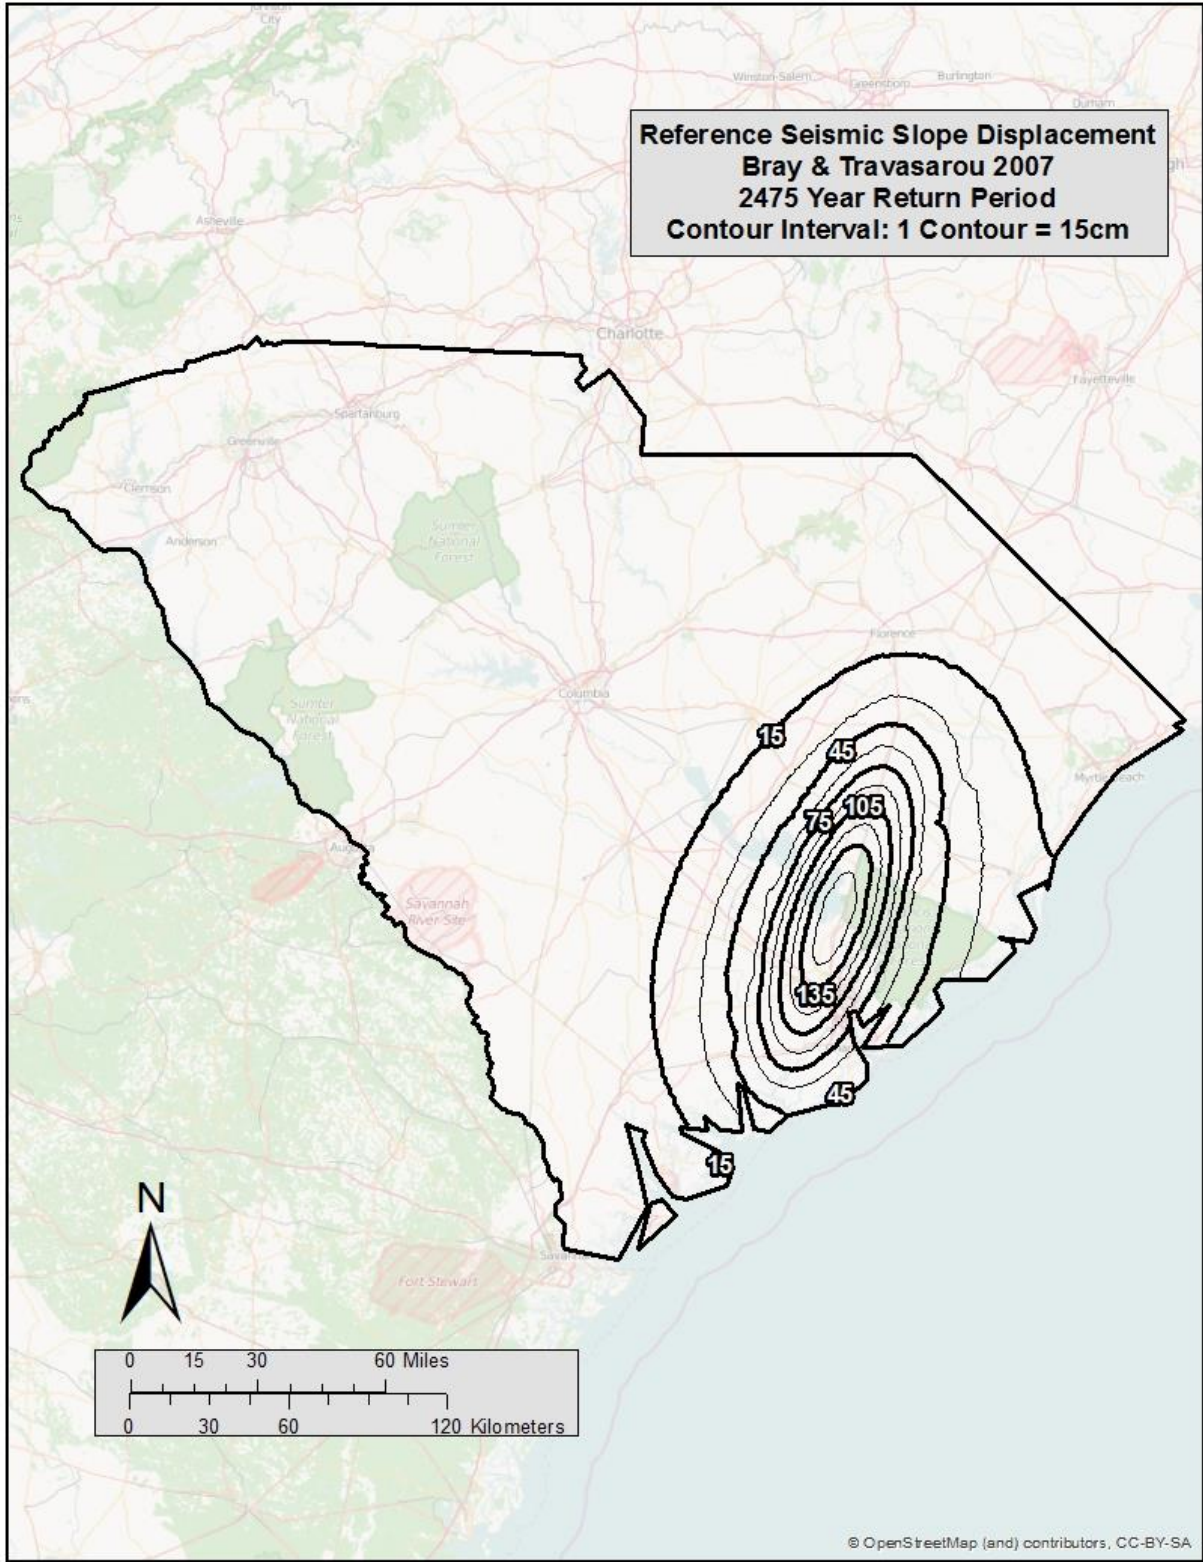 Johnson
City
Winston-Salem
Greensboro
Burlington
Durham
Reference Seismic Slope Displacement
Bray & Travasarou 2007
2475 Year Return Period
Contour Interval: 1 Contour = 15cm
Asheville
Charlotte
Fayetteville
Spartanburg
Greenville
Clemson
Anderson
Sumter
National
Forest
Florence
Columbia
Sumter
National
Forest
15
45
Myrtle Beach
75
105
Savannah
River Site
135
45
15
N
Fort Stewart
0 15 30 60 Miles
0 30 60 120 Kilometers
© OpenStreetMap (and) contributors, CC-BY-SA